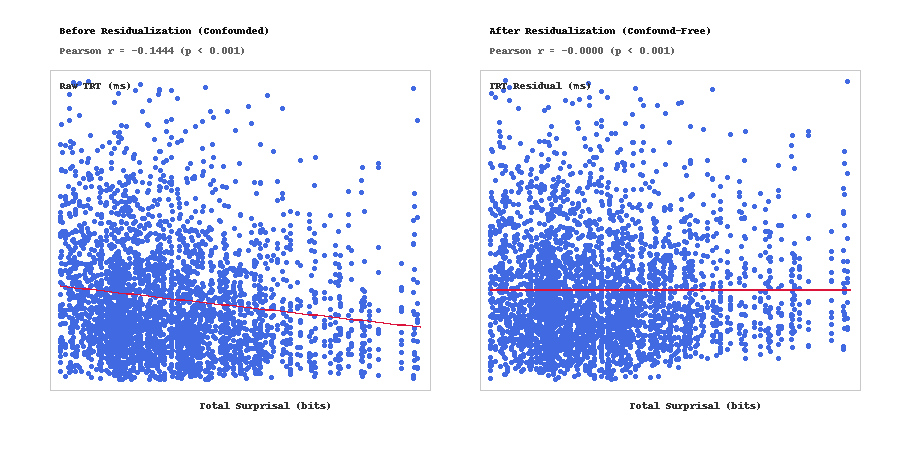 Before Residualization (Confounded)
Pearson r = -0.1444 (p < 0.001)
Raw TRT (ms)
Total Surprisal (bits)
After Residualization (Confound-Free)
Pearson r = -0.0000 (p < 0.001)
TRT Residual (ms)
Total Surprisal (bits)